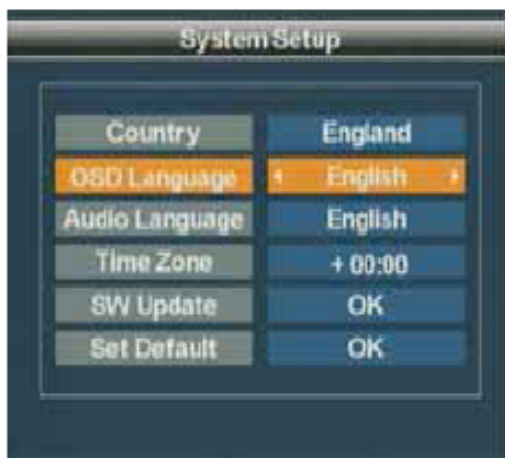 System Setup
Country England
OSD Language English
Audio Language English
Time Zone + 00:00
SW Update OK
Set Default OK